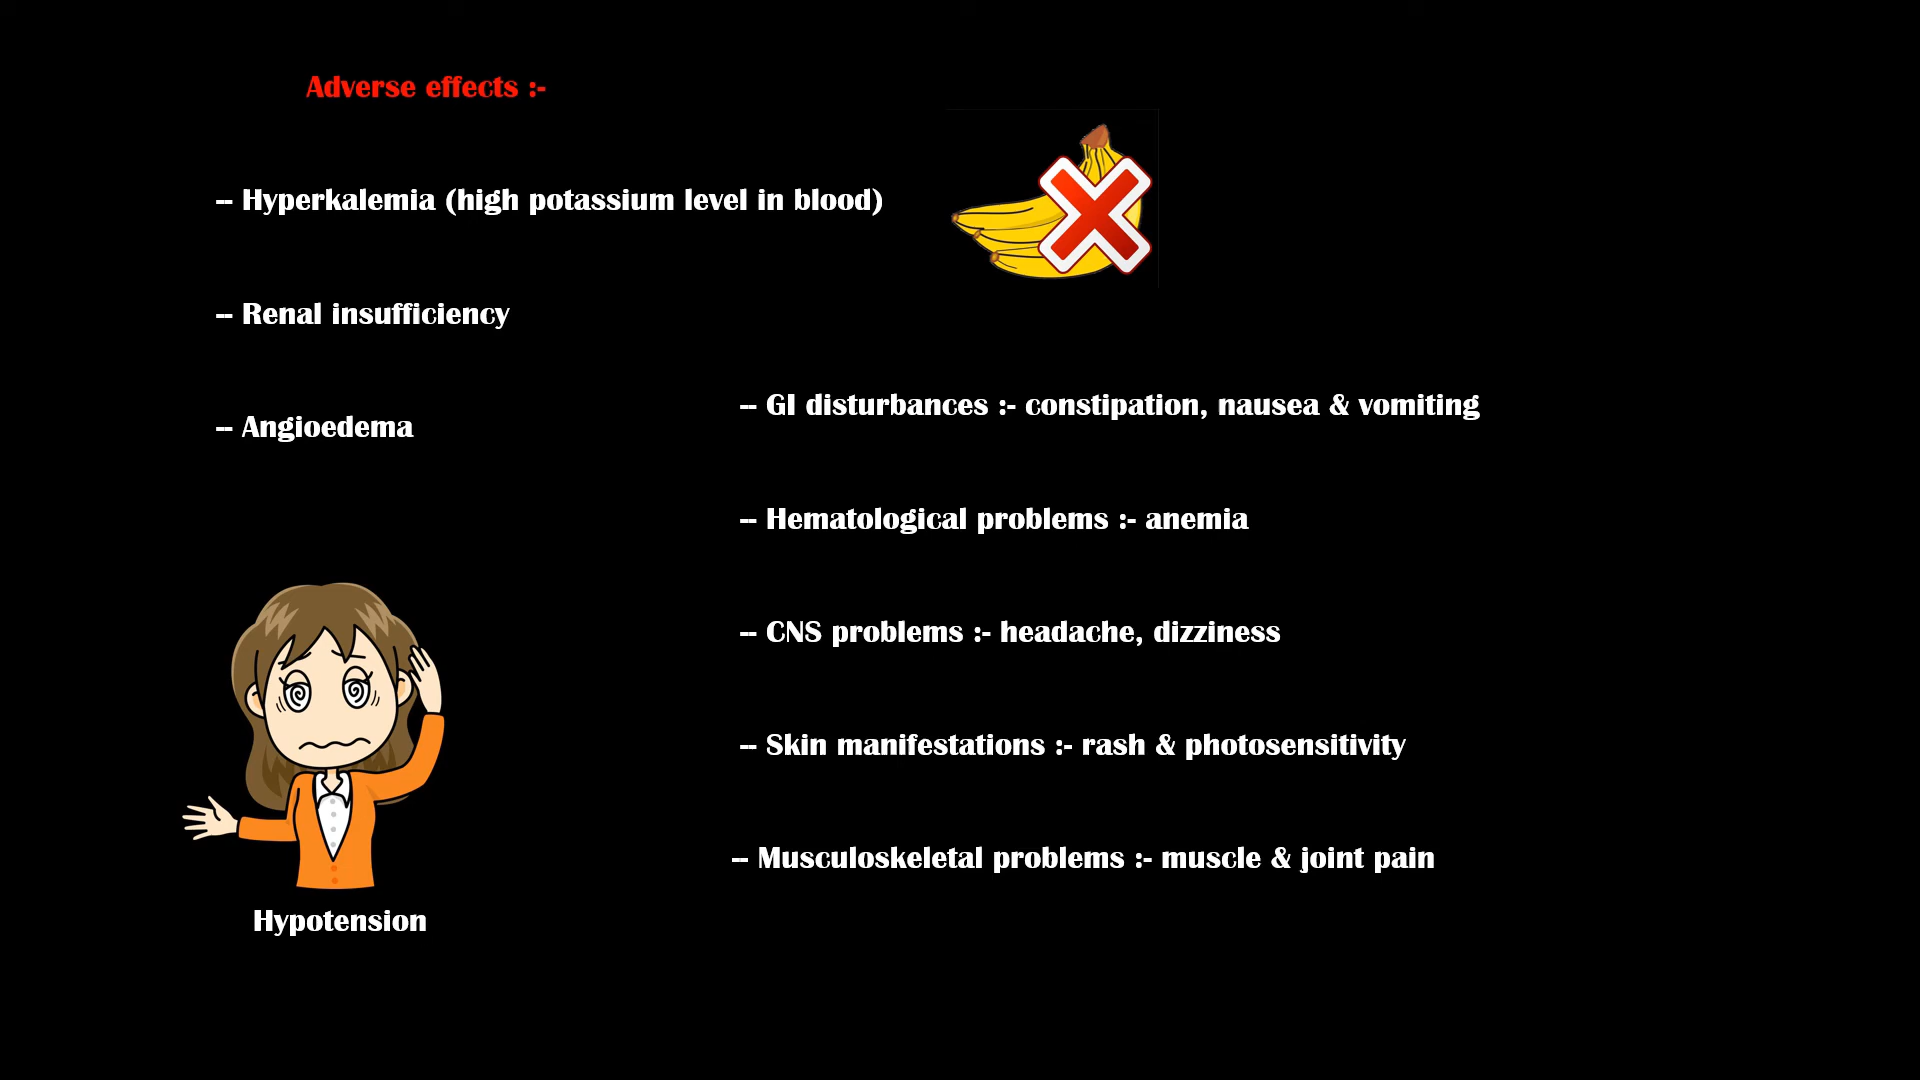 Adverse effects :-
-- Hyperkalemia (high potassium level in blood)
-- Renal insufficiency
-- Angioedema
-- GI disturbances :- constipation, nausea & vomiting
-- Hematological problems :- anemia
-- CNS problems :- headache, dizziness
-- Skin manifestations :- rash & photosensitivity
-- Musculoskeletal problems :- muscle & joint pain
Hypotension